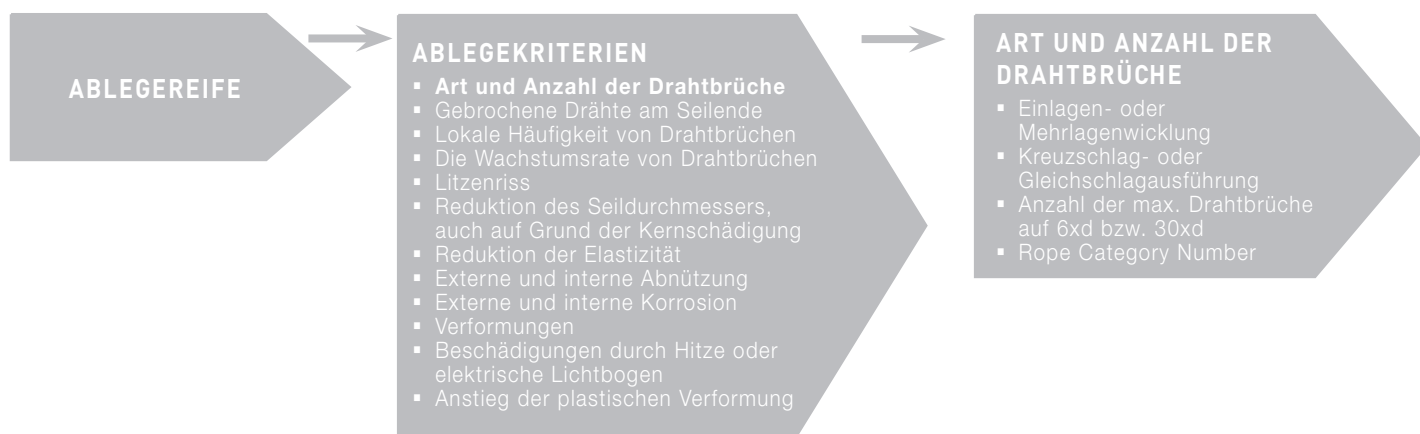 ABLEGEREIFE
ABLEGEKRITERIEN
▪ Art und Anzahl der Drahtbrüche
▪ Gebrochene Drähte am Seilende
▪ Lokale Häufigkeit von Drahtbrüchen
▪ Die Wachstumsrate von Drahtbrüchen
▪ Litzenriss
▪ Reduktion des Seildurchmessers,
auch auf Grund der Kernschädigung
▪ Reduktion der Elastizität
▪ Externe und interne Abnützung
▪ Externe und interne Korrosion
▪ Verformungen
▪ Beschädigungen durch Hitze oder
elektrische Lichtbogen
▪ Anstieg der plastischen Verformung
ART UND ANZAHL DER
DRAHTBRÜCHE
▪ Einlagen- oder
Mehrlagenwicklung
▪ Kreuzschlag- oder
Gleichschlagausführung
▪ Anzahl der max. Drahtbrüche
auf 6xd bzw. 30xd
▪ Rope Category Number